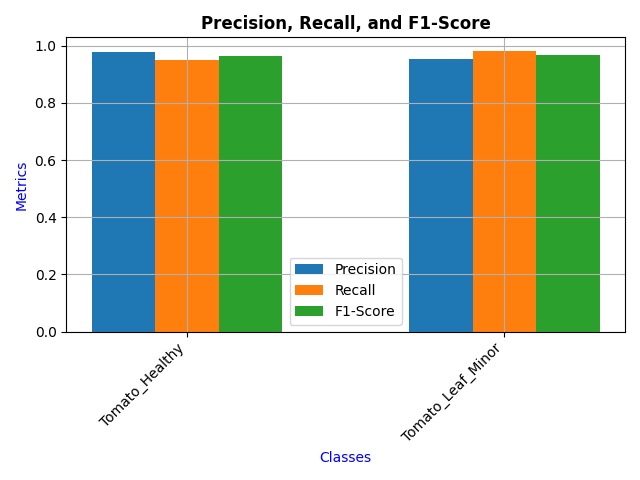 Precision, Recall, and F1-Score
1.0
0.8
0.6
0.4
0.2
0.0
Metrics
Precision
Recall
F1-Score
Tomato_Healthy
Tomato_Leaf_Minor
Classes